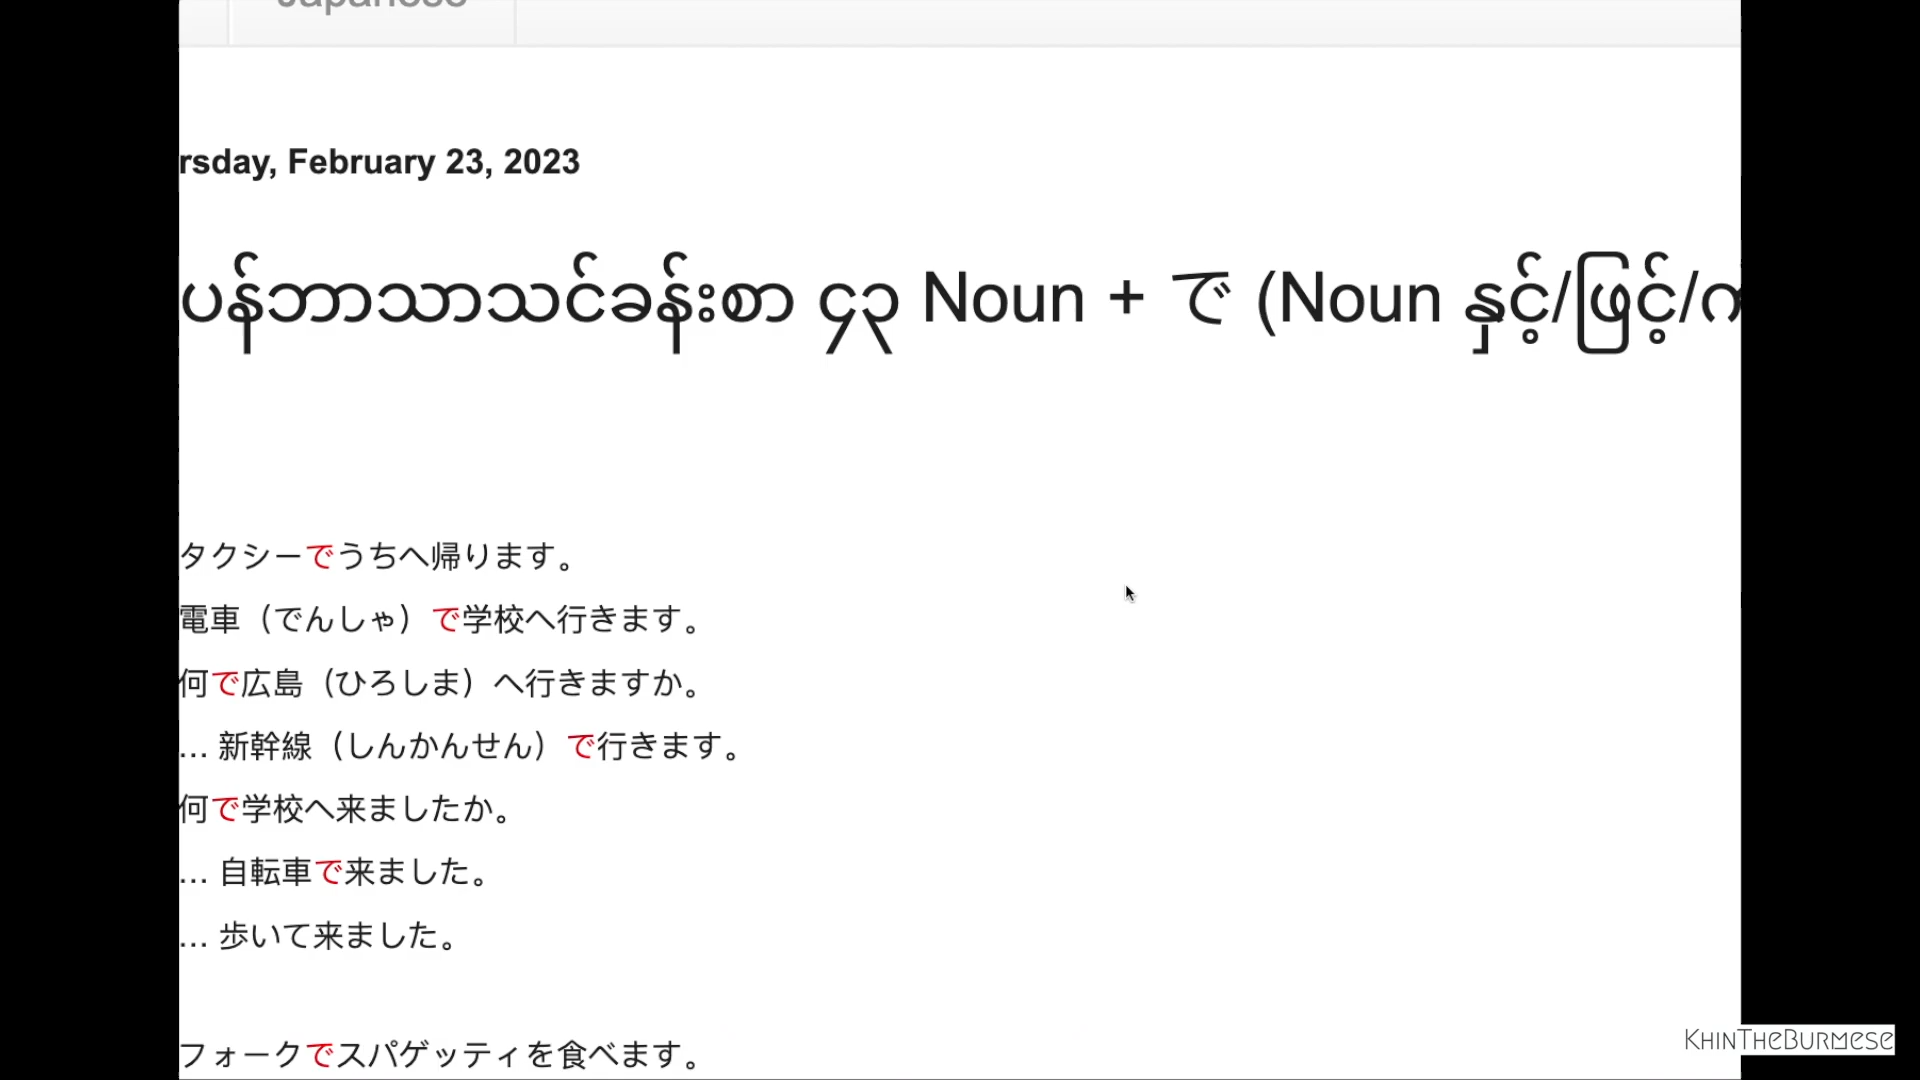 Japanese
rsday, February 23, 2023
ပန်ဘာသာသင်ခန်းစာ ၄၃ Noun + で (Noun နှင့်/ဖြင့်/က
タクシーでうちへ帰ります。
電車（でんしゃ）で学校へ行きます。
何で広島（ひろしま）へ行きますか。
... 新幹線（しんかんせん）で行きます。
何で学校へ来ましたか。
... 自転車で来ました。
... 歩いて来ました。
フォークでスパゲッティを食べます。
KHINTHEBURMESE